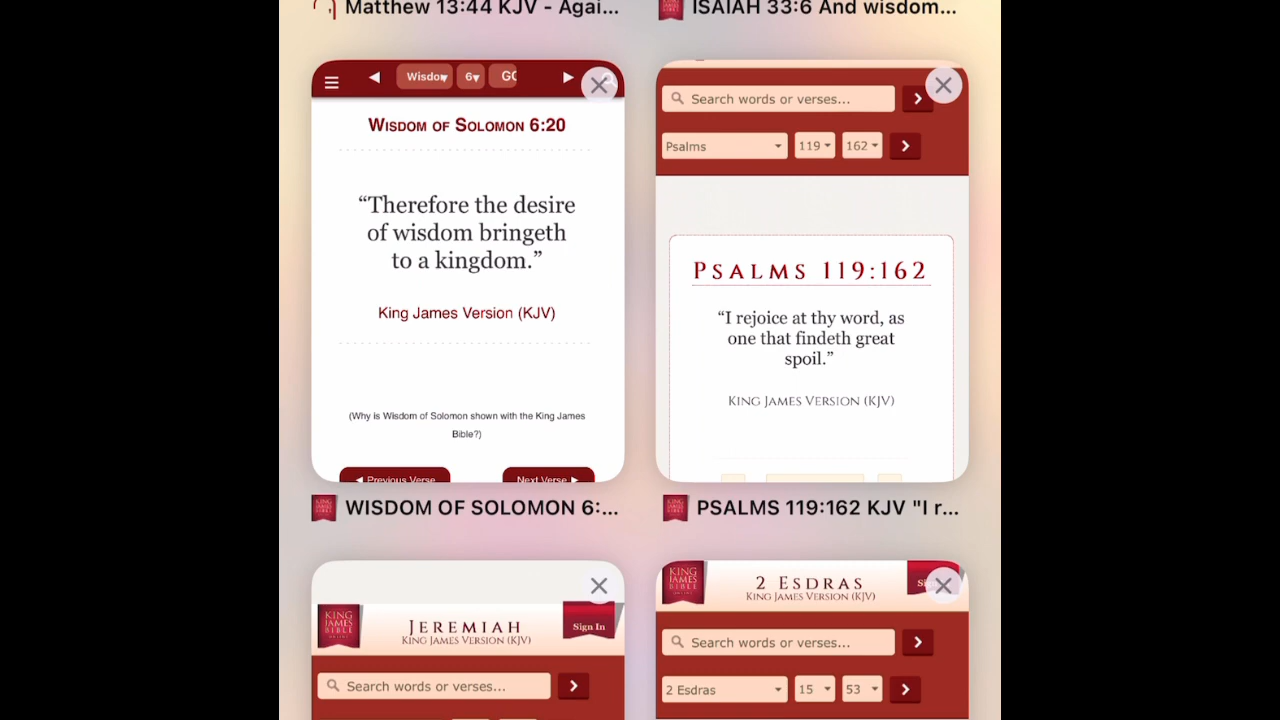 Matthew 13:44 KJV - Agai...
ISAIAH 33:6 And wisdom...
Wisdom
6
GO
WISDOM OF SOLOMON 6:20
“Therefore the desire
of wisdom bringeth
to a kingdom.”
King James Version (KJV)
(Why is Wisdom of Solomon shown with the King James
Bible?)
◄ Previous Verse
Next Verse ►
WISDOM OF SOLOMON 6:...
Search words or verses...
Psalms
119
162
PSALMS 119:162
“I rejoice at thy word, as
one that findeth great
spoil.”
KING JAMES VERSION (KJV)
PSALMS 119:162 KJV "I r...
KING
JAMES
BIBLE
JEREMIAH
KING JAMES VERSION (KJV)
Sign In
Search words or verses...
KING
JAMES
BIBLE
2 ESDRAS
KING JAMES VERSION (KJV)
Search words or verses...
2 Esdras
15
53